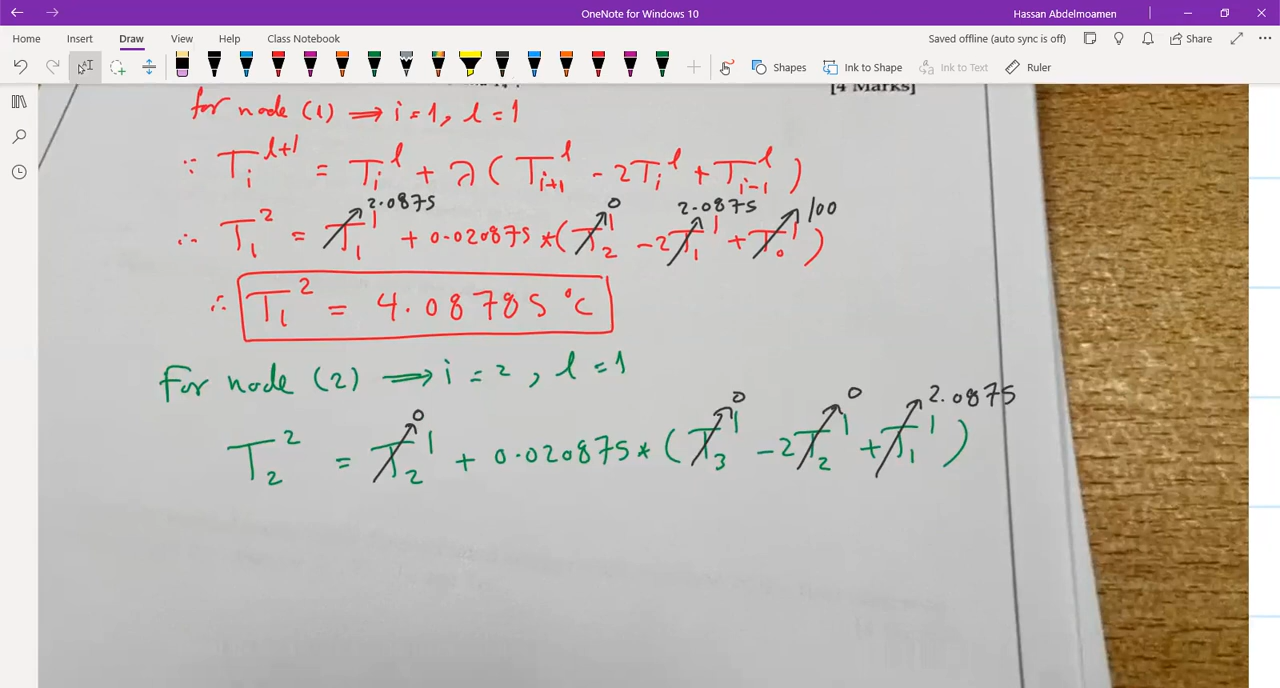 OneNote for Windows 10
Hassan Abdelmoamen
Home Insert Draw View Help Class Notebook
Saved offline (auto sync is off) Share
Shapes Ink to Shape Ink to Text Ruler
[4 Marks]
for node (1) ⟹ i = 1, l = 1
∵ T_i^{l+1} = T_i^l + λ ( T_{i+1}^l - 2T_i^l + T_{i-1}^l )
2.0875 0 2.0875 100
∴ T_1^2 = T_1^1 + 0.020875 * ( T_2^1 - 2T_1^1 + T_0^1 )
∴ T_1^2 = 4.08785 °C
For node (2) ⟹ i = 2, l = 1
0 0 0 2.0875
T_2^2 = T_2^1 + 0.020875 * ( T_3^1 - 2T_2^1 + T_1^1 )